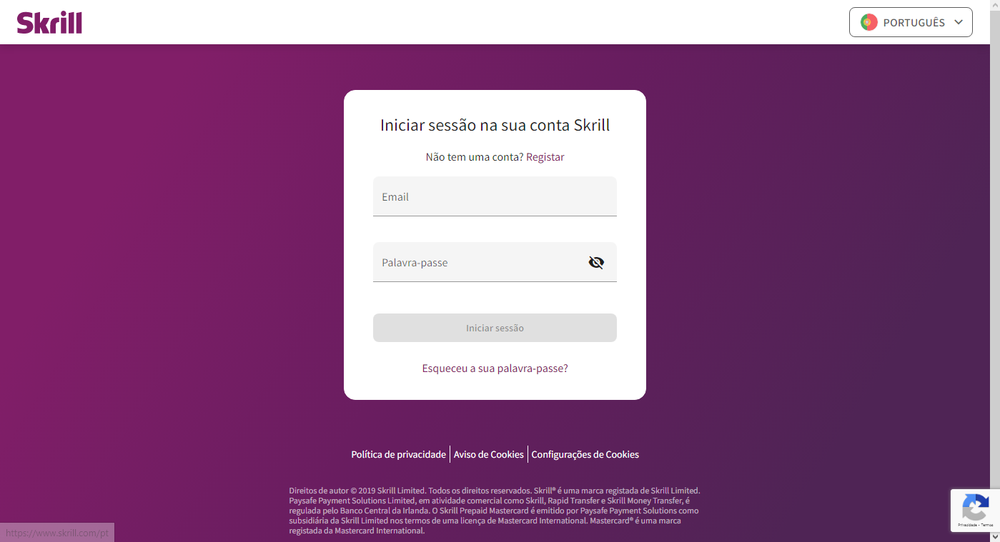 Skrill
PORTUGUÊS
Iniciar sessão na sua conta Skrill
Não tem uma conta? Registar
Email
Palavra-passe
Iniciar sessão
Esqueceu a sua palavra-passe?
Política de privacidade
Aviso de Cookies
Configurações de Cookies
Direitos de autor © 2019 Skrill Limited. Todos os direitos reservados. Skrill® é uma marca registada de Skrill Limited.
Paysafe Payment Solutions Limited, em atividade comercial como Skrill, Rapid Transfer e Skrill Money Transfer, é
regulada pelo Banco Central da Irlanda. O Skrill Prepaid Mastercard é emitido por Paysafe Payment Solutions como
subsidiária da Skrill Limited nos termos de uma licença de Mastercard International. Mastercard® é uma marca
registada da Mastercard International.
Privacidade - Termos
https://www.skrill.com/pt